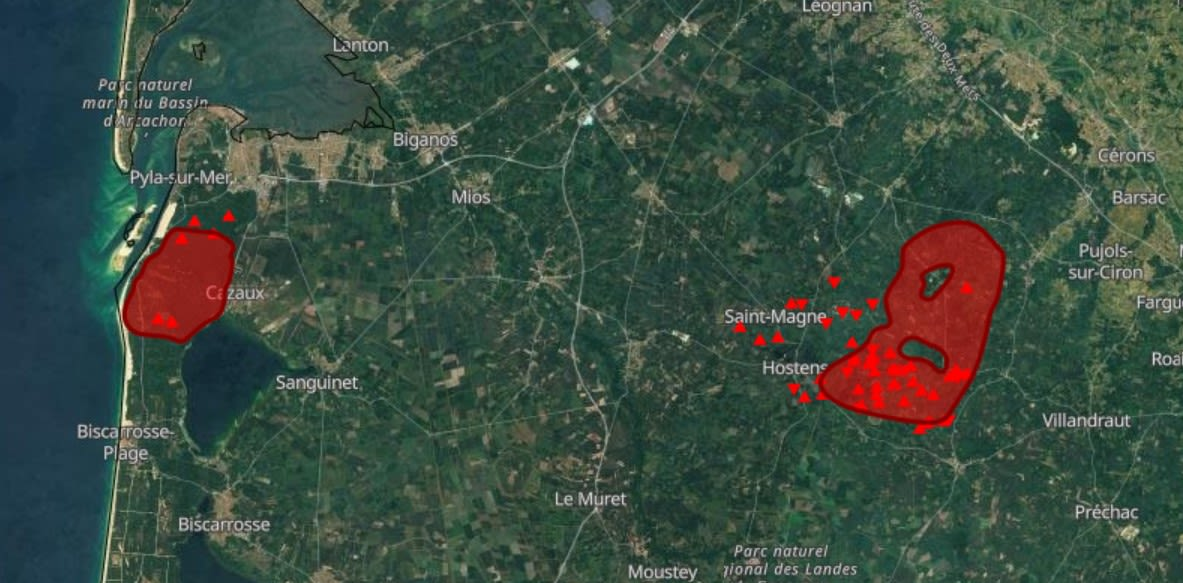 Léognan
Lanton
Parc naturel
marin du Bassin
d'Arcachon
Biganos
Cérons
Pyla-sur-Mer
Mios
Barsac
Pujols-
sur-Ciron
Cazaux
Saint-Magne
Hostens
Sanguinet
Villandraut
Biscarrosse-
Plage
Le Muret
Biscarrosse
Préchac
Parc naturel
gional des Landes
Moustey